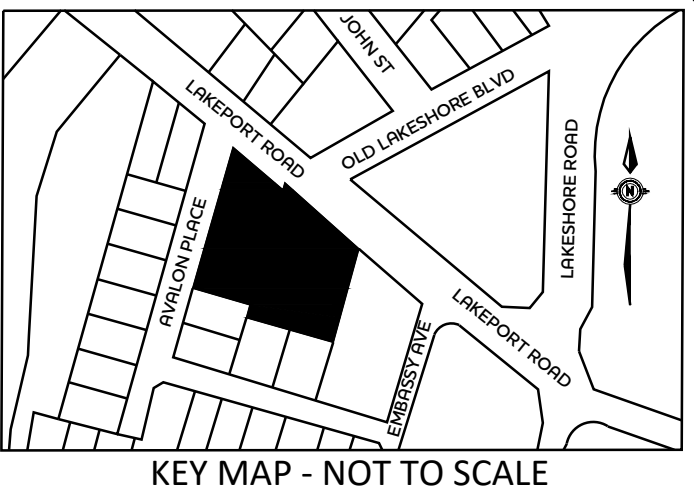 JOHN ST
LAKEPORT ROAD
OLD LAKESHORE BLVD
LAKESHORE ROAD
N
AVALON PLACE
LAKEPORT ROAD
EMBASSY AVE
KEY MAP - NOT TO SCALE